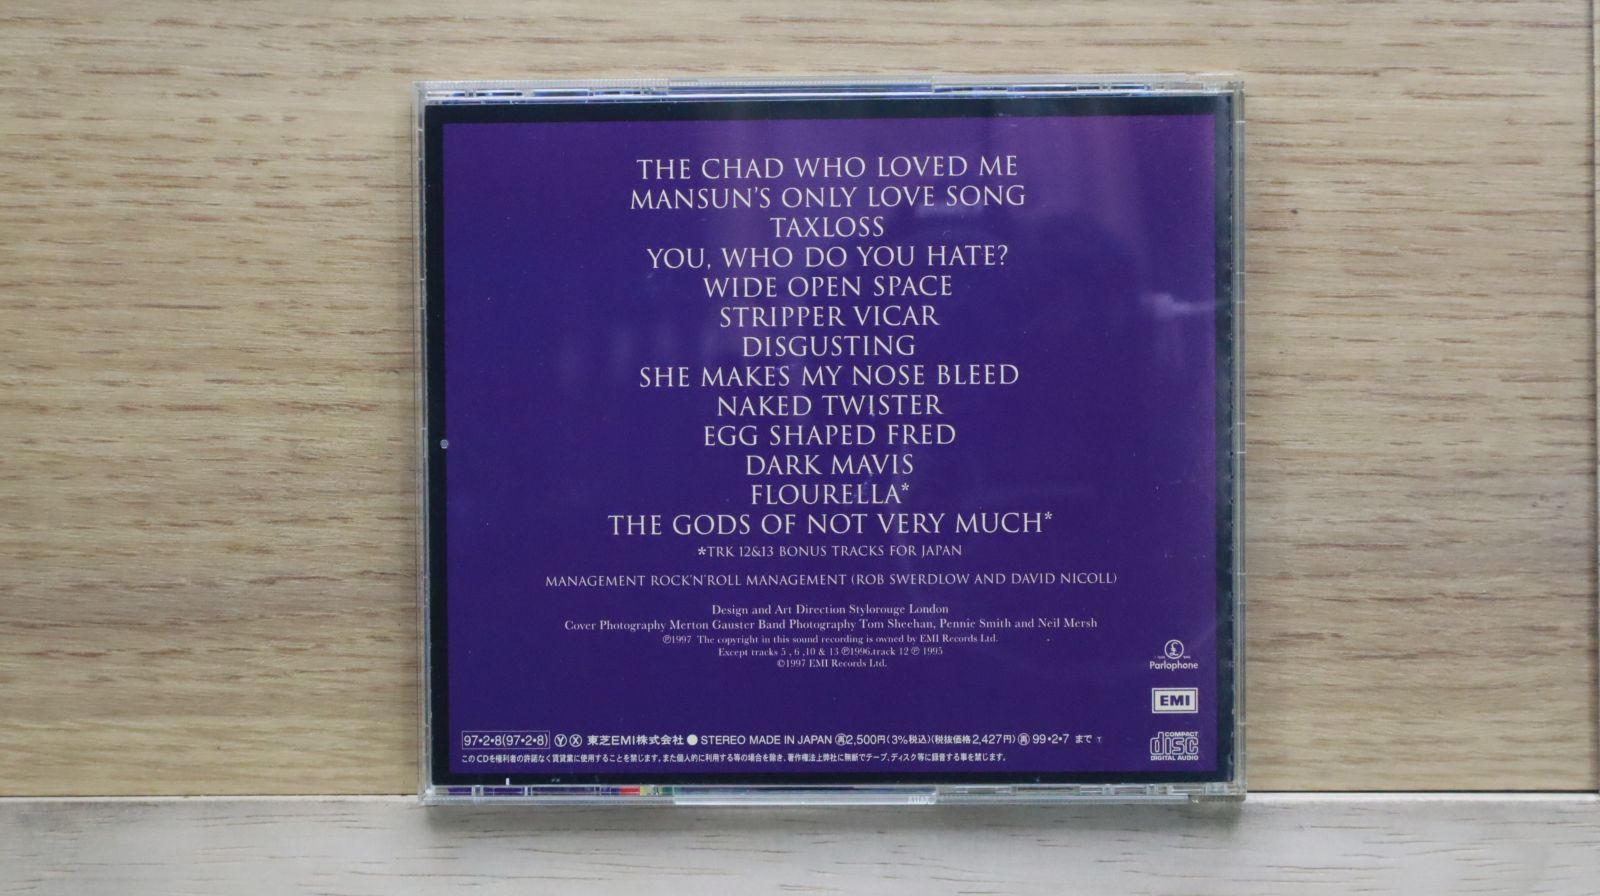 THE CHAD WHO LOVED ME
MANSUN'S ONLY LOVE SONG
TAXLOSS
YOU, WHO DO YOU HATE?
WIDE OPEN SPACE
STRIPPER VICAR
DISGUSTING
SHE MAKES MY NOSE BLEED
NAKED TWISTER
EGG SHAPED FRED
DARK MAVIS
FLOURELLA*
THE GODS OF NOT VERY MUCH*
*TRK 12&13 BONUS TRACKS FOR JAPAN
MANAGEMENT ROCK'N'ROLL MANAGEMENT (ROB SWERDLOW AND DAVID NICOLL)
Design and Art Direction Stylorouge London
Cover Photography Merton Gauster Band Photography Tom Sheehan, Pennie Smith and Neil Mersh
℗1997 The copyright in this sound recording is owned by EMI Records Ltd.
Except tracks 5 , 6 ,10 & 13 ℗1996.track 12 ℗ 1995
©1997 EMI Records Ltd.
Parlophone
EMI
COMPACT
disc
DIGITAL AUDIO
97・2・8(97・2・8) Ⓨ Ⓧ 東芝EMI株式会社 ● STEREO MADE IN JAPAN ㊢2,500円(3%税込)(税抜価格2,427円) ㊢ 99・2・7 まで T
このCDを権利者の許諾なく賃貸業に使用することを禁じます。また個人的に利用する等の場合を除き、著作権法上弊社に無断でテープ、ディスク等に録音する事を禁じます。